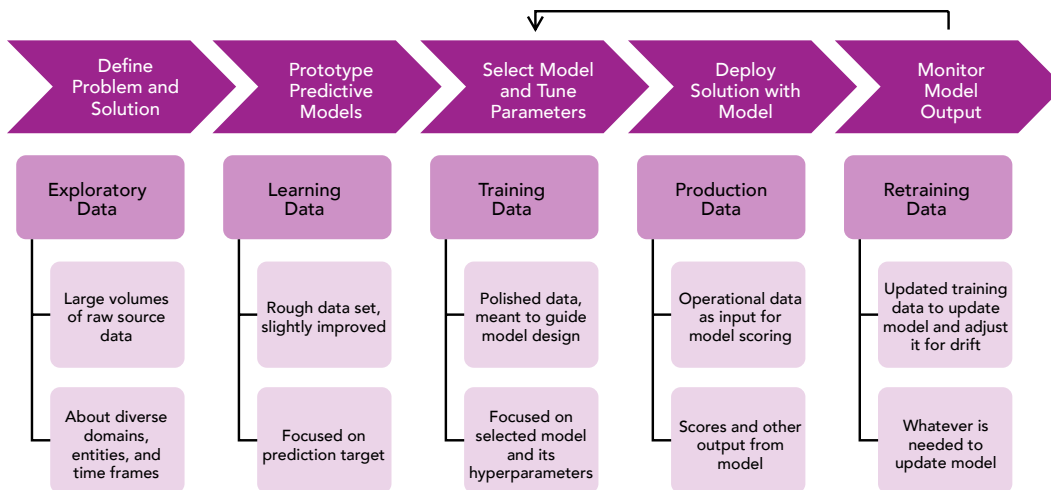 Define
Problem and
Solution
Prototype
Predictive
Models
Select Model
and Tune
Parameters
Deploy
Solution with
Model
Monitor
Model
Output
Exploratory
Data
Learning
Data
Training
Data
Production
Data
Retraining
Data
Large volumes
of raw source
data
Rough data set,
slightly improved
Polished data,
meant to guide
model design
Operational data
as input for
model scoring
Updated training
data to update
model and adjust
it for drift
About diverse
domains,
entities, and
time frames
Focused on
prediction target
Focused on
selected model
and its
hyperparameters
Scores and other
output from
model
Whatever is
needed to
update model